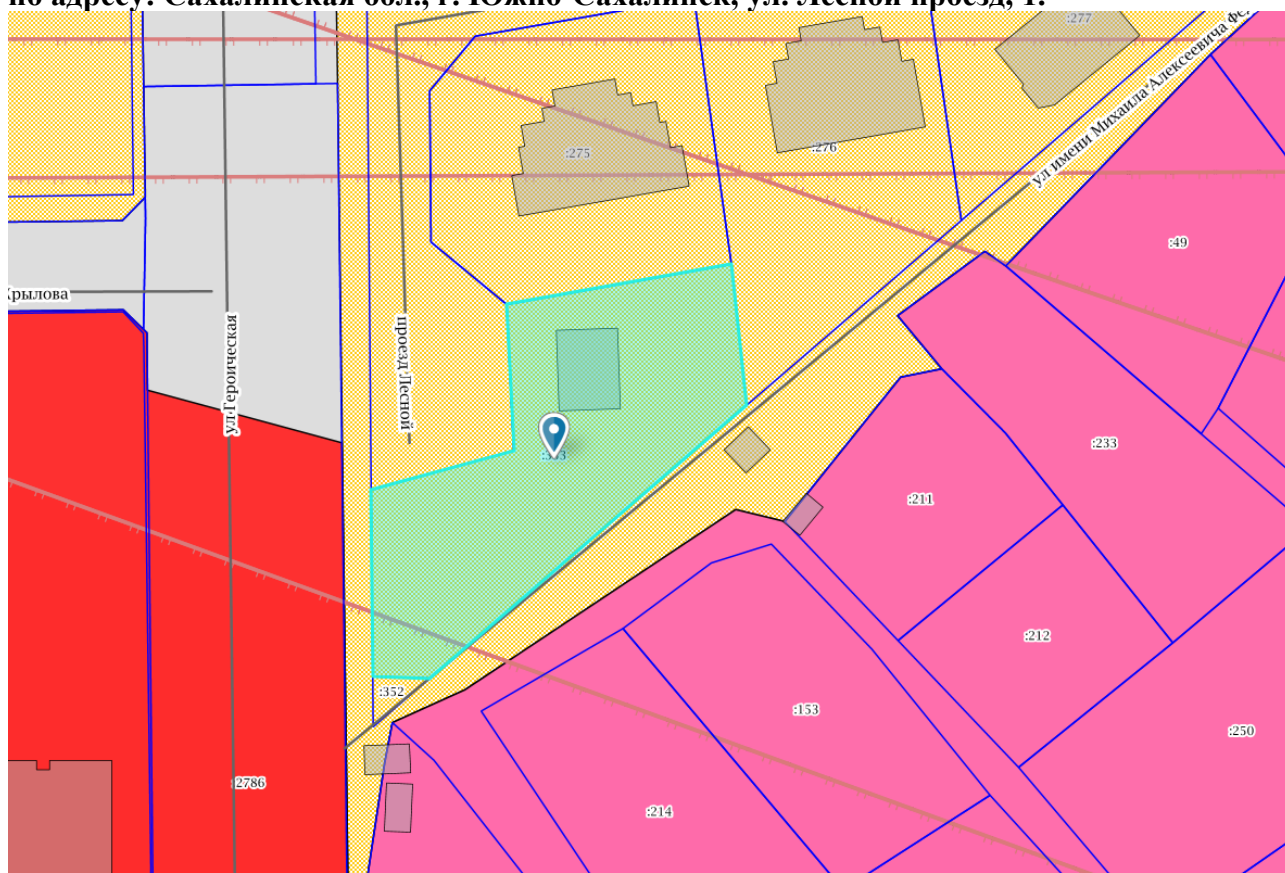 по адресу: Сахалинская обл., г. Южно-Сахалинск, ул. Лесной проезд, 1.
:277
:275
:276
ул имени Михаила Алексеевича
:49
Крылова
ул Героическая
проезд Лесной
:233
:211
:212
:352
:153
:250
:2786
:214